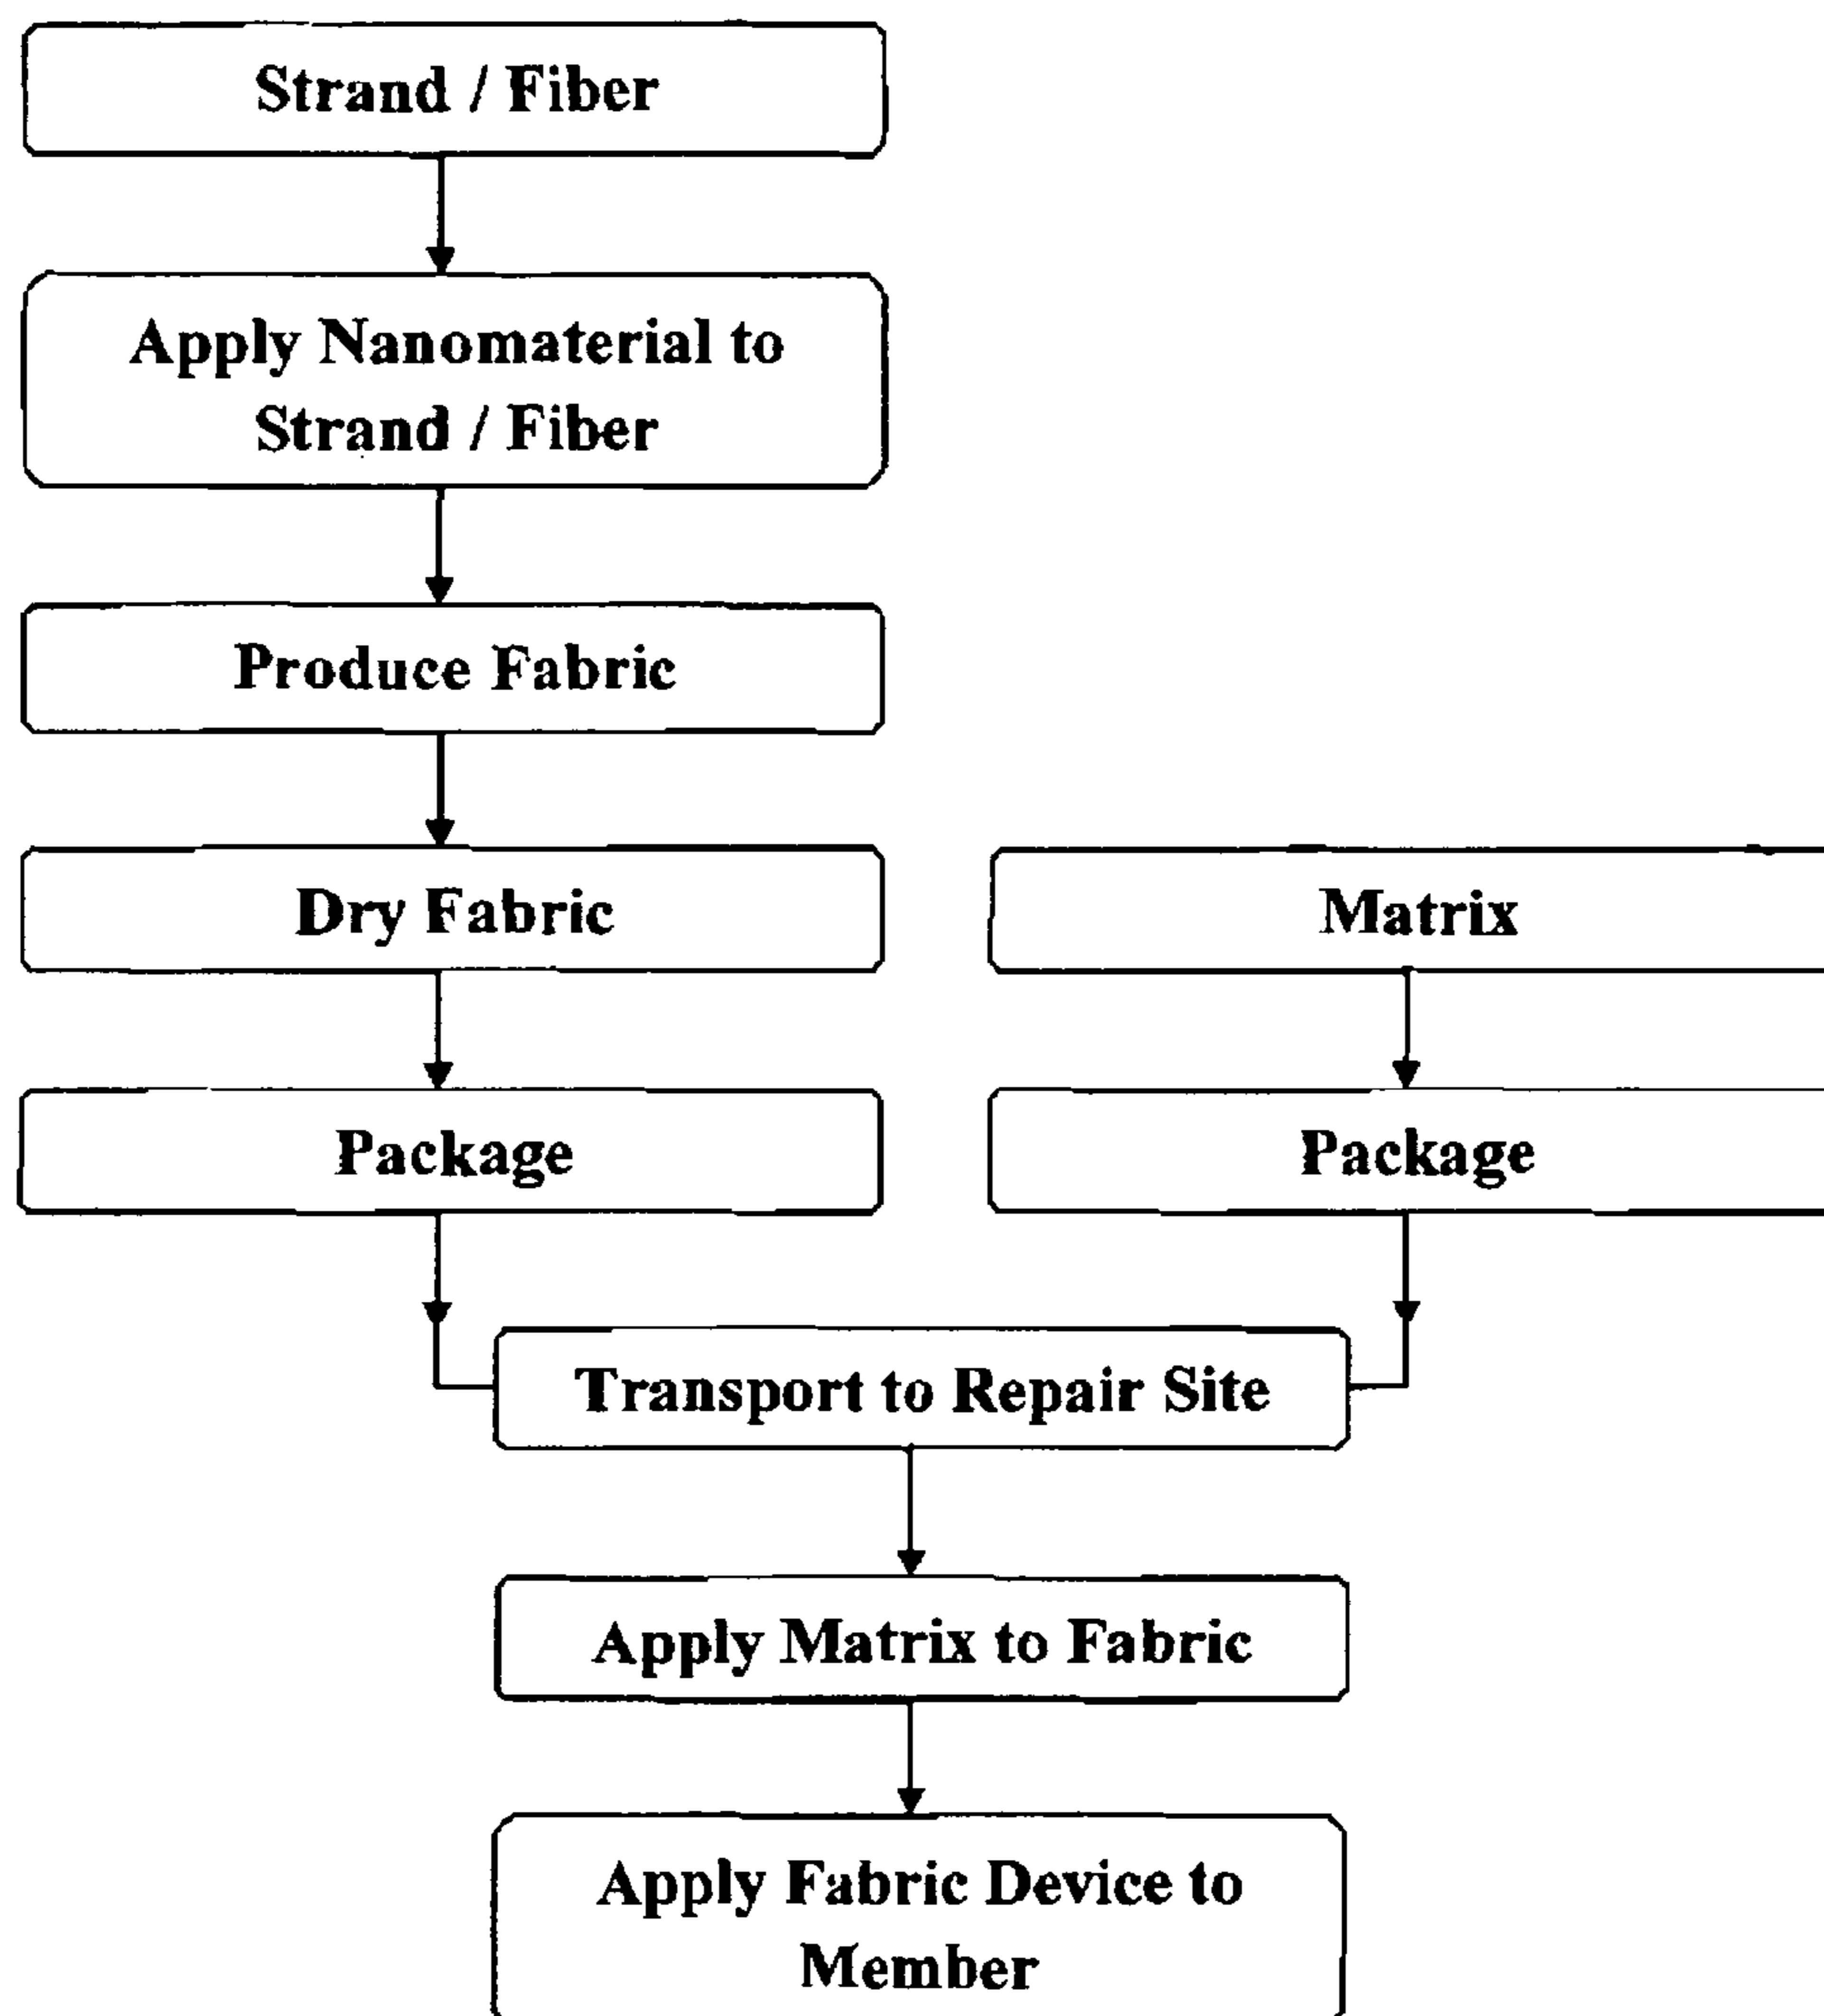 Strand / Fiber
Apply Nanomaterial to
Strand / Fiber
Produce Fabric
Dry Fabric
Matrix
Package
Package
Transport to Repair Site
Apply Matrix to Fabric
Apply Fabric Device to
Member